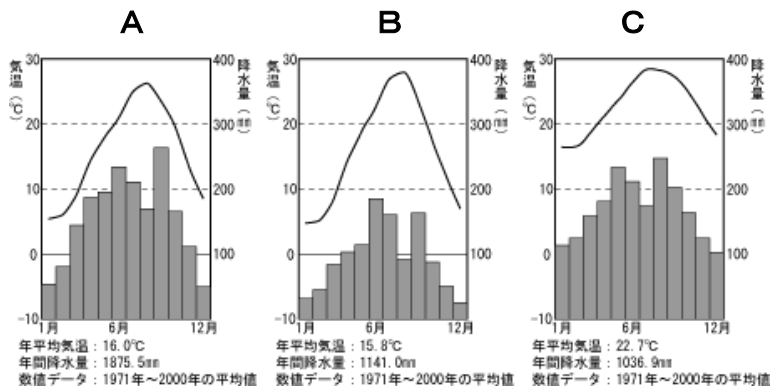 A
30
20
10
0
-10
気温(℃)
400
300
200
100
降水量(㎜)
1月
6月
12月
年平均気温：16.0℃
年間降水量：1875.5㎜
数値データ：1971年～2000年の平均値
B
30
20
10
0
-10
気温(℃)
400
300
200
100
降水量(㎜)
1月
6月
12月
年平均気温：15.8℃
年間降水量：1141.0㎜
数値データ：1971年～2000年の平均値
C
30
20
10
0
-10
気温(℃)
400
300
200
100
降水量(㎜)
1月
6月
12月
年平均気温：22.7℃
年間降水量：1036.9㎜
数値データ：1971年～2000年の平均値